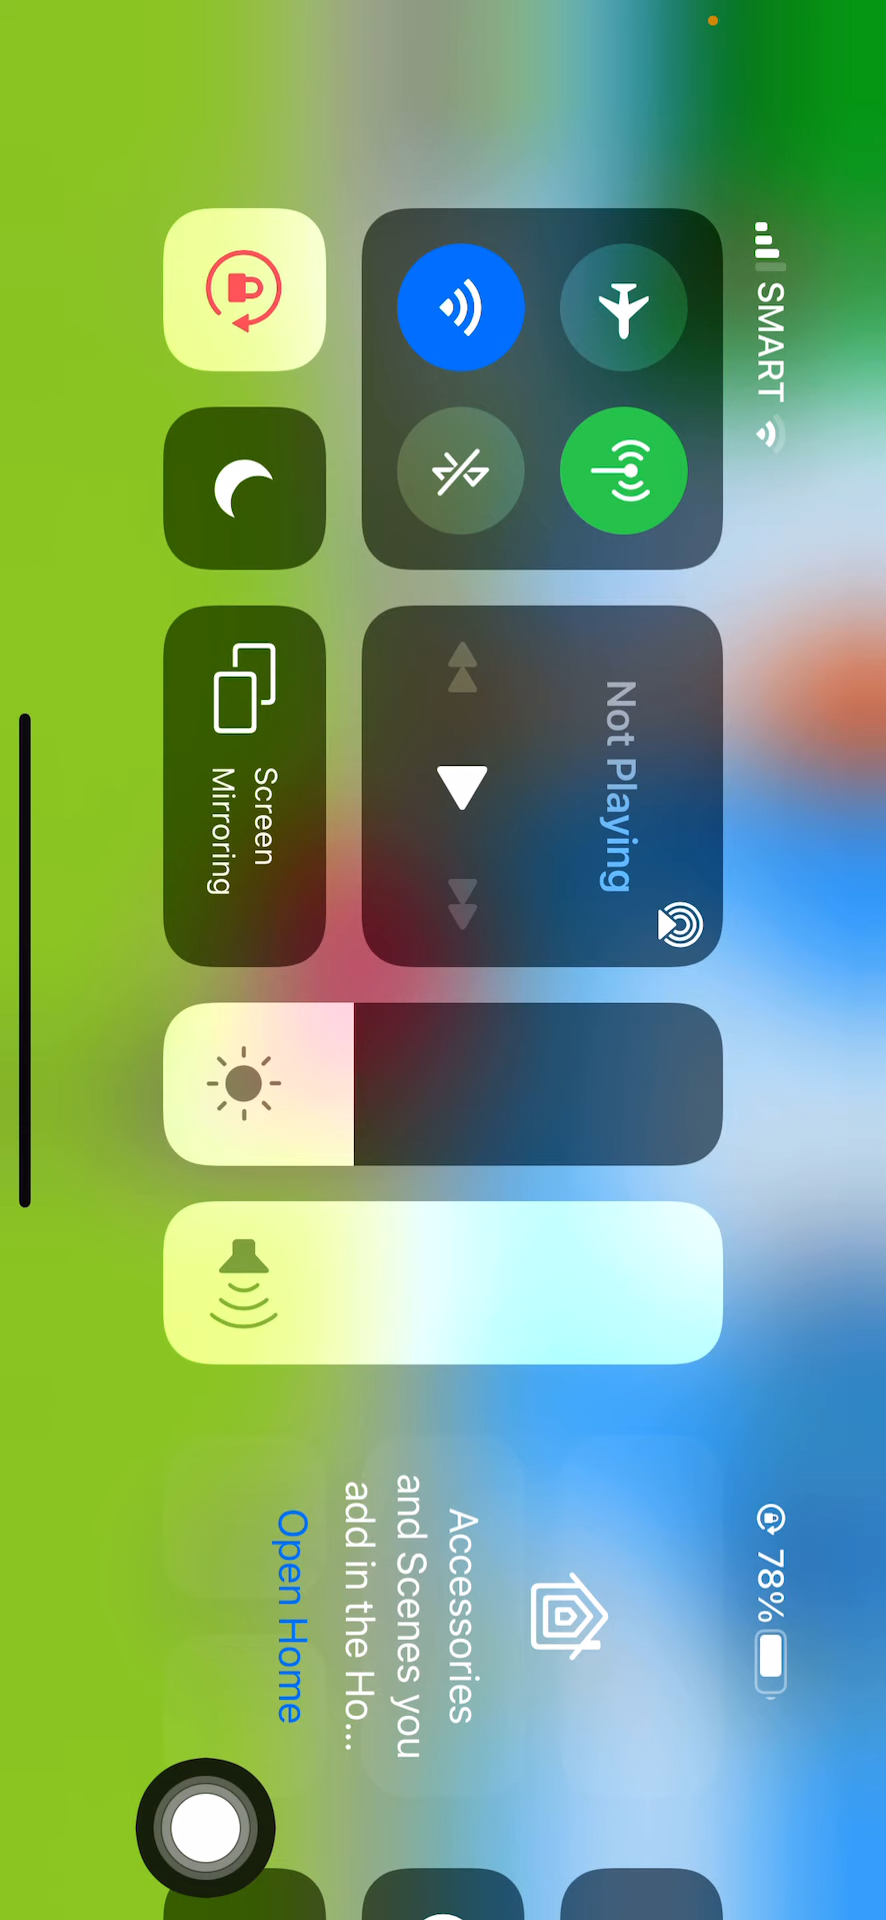 SMART
78%
Not Playing
Screen
Mirroring
Accessories
and Scenes you
add in the Ho...
Open Home